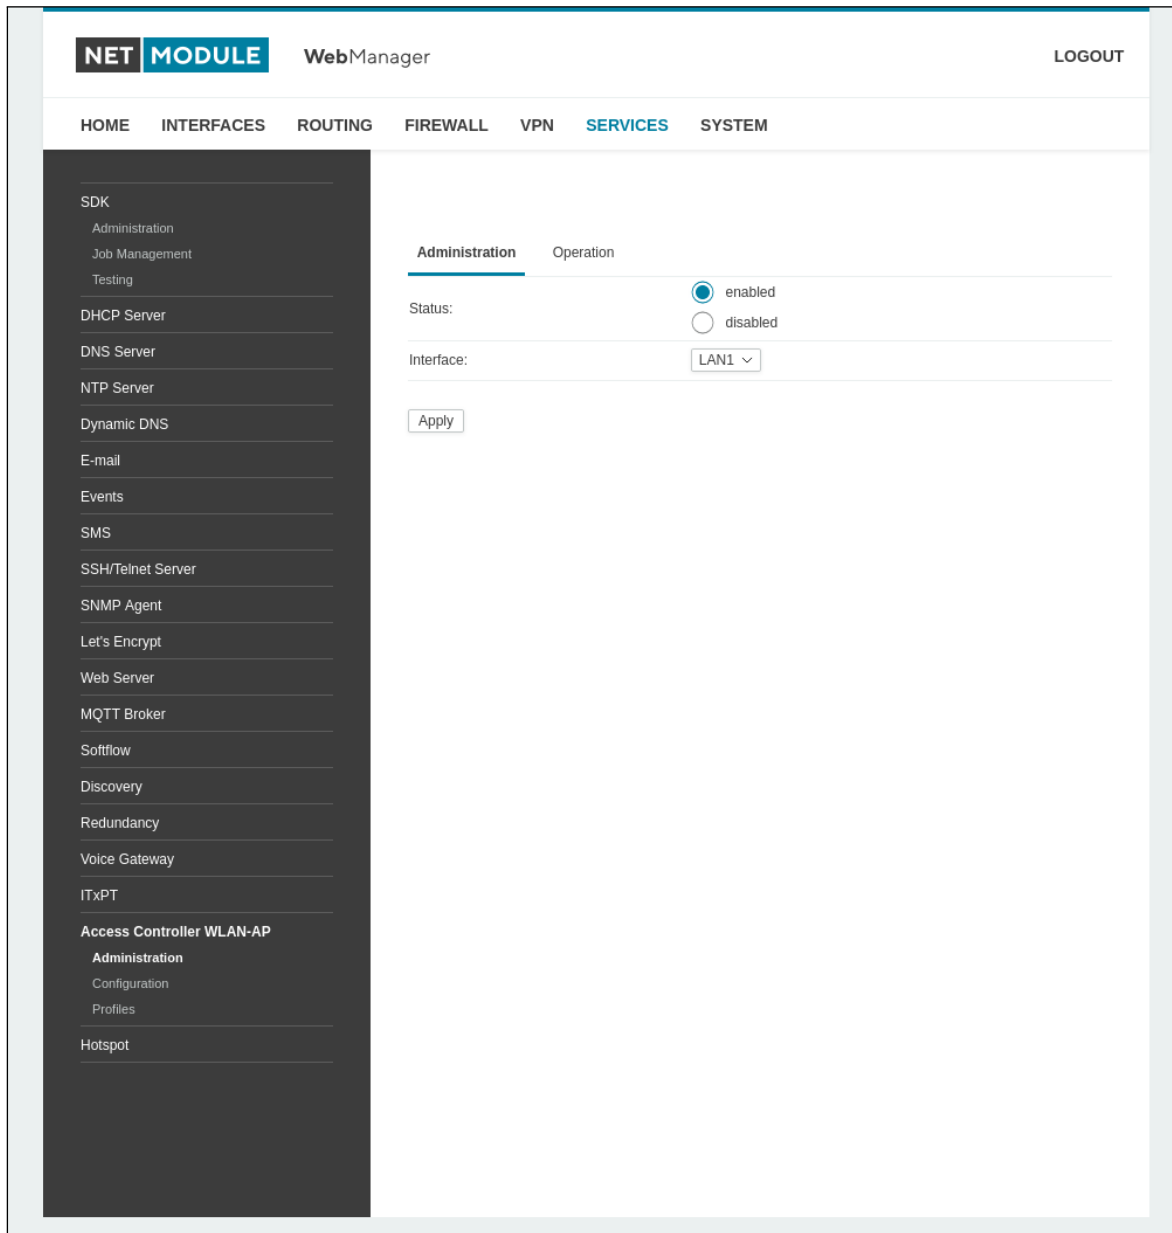 NET MODULE WebManager LOGOUT
HOME INTERFACES ROUTING FIREWALL VPN SERVICES SYSTEM
SDK
Administration
Job Management
Testing
DHCP Server
DNS Server
NTP Server
Dynamic DNS
E-mail
Events
SMS
SSH/Telnet Server
SNMP Agent
Let's Encrypt
Web Server
MQTT Broker
Softflow
Discovery
Redundancy
Voice Gateway
ITxPT
Access Controller WLAN-AP
Administration
Configuration
Profiles
Hotspot
Administration Operation
Status: enabled
disabled
Interface: LAN1
Apply